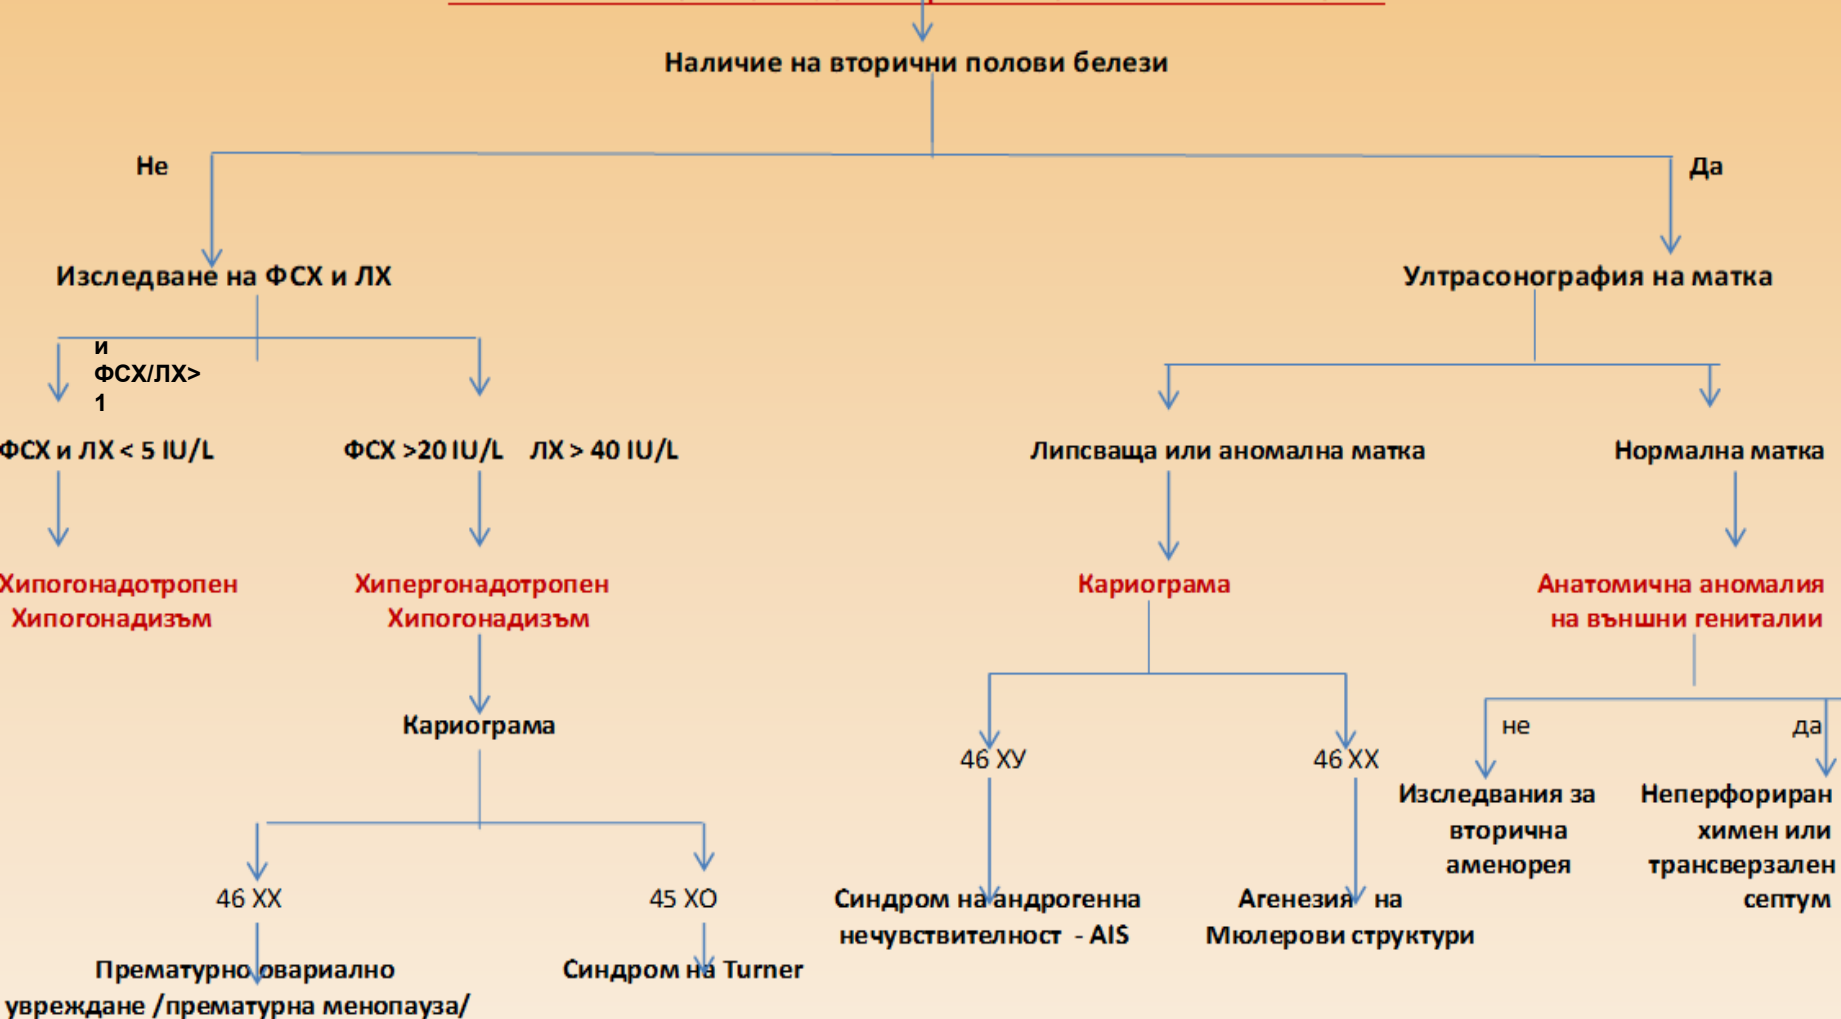 Наличие на вторични полови белези
Не
Да
Изследване на ФСХ и ЛХ
Ултрасонография на матка
и
ФСХ/ЛХ>
1
ФСХ и ЛХ < 5 IU/L
ФСХ >20 IU/L ЛХ > 40 IU/L
Липсваща или аномална матка
Нормална матка
Хипогонадотропен
Хипогонадизъм
Хипергонадотропен
Хипогонадизъм
Кариограма
Анатомична аномалия
на външни гениталии
Кариограма
46 ХУ
46 ХХ
не
да
Изследвания за
вторична
аменорея
Неперфориран
химен или
трансверзален
септум
46 ХХ
45 ХО
Синдром на андрогенна
нечувствителност - AIS
Агенезия на
Мюлерови структури
Прематурно овариално
увреждане /прематурна менопауза/
Синдром на Turner